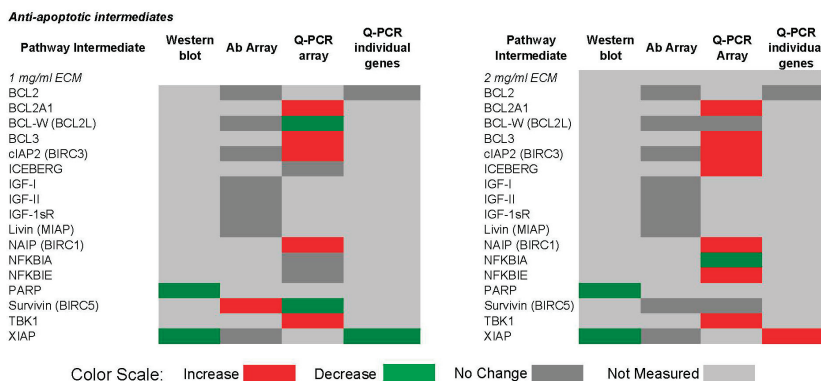 Anti-apoptotic intermediates
Pathway Intermediate Western blot Ab Array Q-PCR array Q-PCR individual genes
1 mg/ml ECM
BCL2
BCL2A1
BCL-W (BCL2L)
BCL3
cIAP2 (BIRC3)
ICEBERG
IGF-I
IGF-II
IGF-1sR
Livin (MIAP)
NAIP (BIRC1)
NFKBIA
NFKBIE
PARP
Survivin (BIRC5)
TBK1
XIAP
Pathway Intermediate Western blot Ab Array Q-PCR Array Q-PCR individual genes
2 mg/ml ECM
BCL2
BCL2A1
BCL-W (BCL2L)
BCL3
cIAP2 (BIRC3)
ICEBERG
IGF-I
IGF-II
IGF-1sR
Livin (MIAP)
NAIP (BIRC1)
NFKBIA
NFKBIE
PARP
Survivin (BIRC5)
TBK1
XIAP
Color Scale: Increase Decrease No Change Not Measured